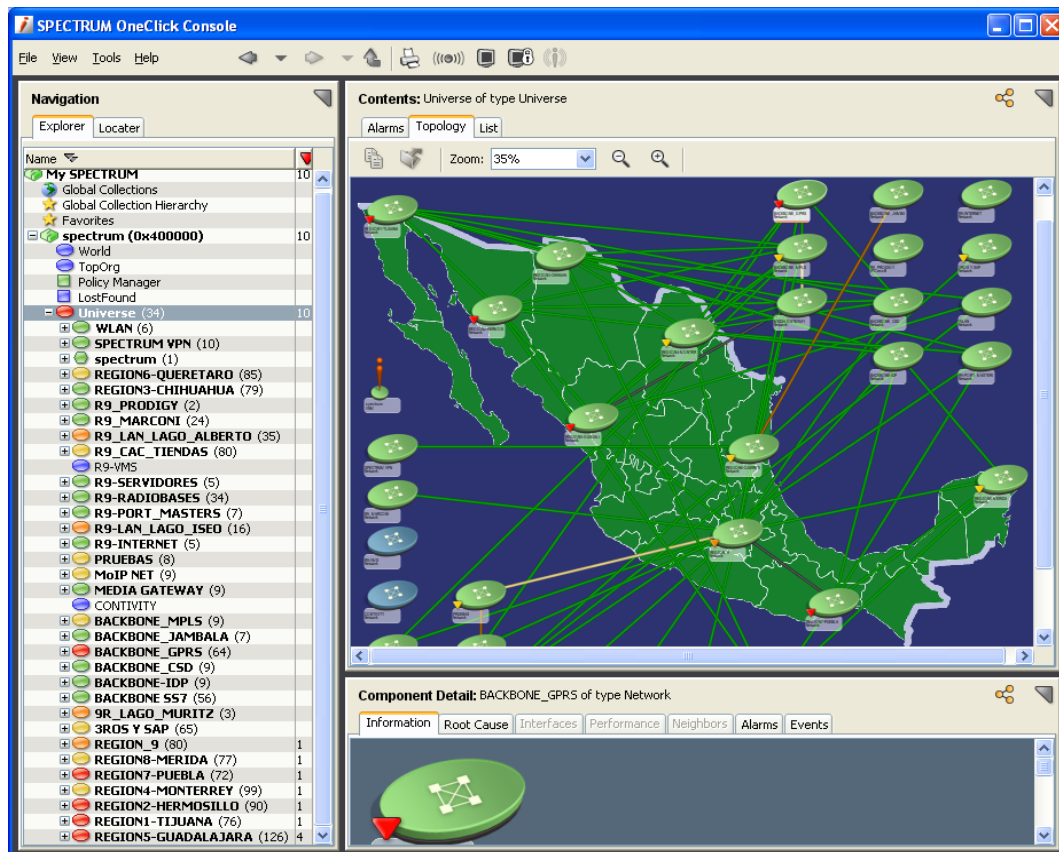 SPECTRUM OneClick Console
File View Tools Help
Navigation
Explorer Locater
Name
My SPECTRUM 10
Global Collections
Global Collection Hierarchy
Favorites
spectrum (0x400000) 10
World
TopOrg
Policy Manager
LostFound
Universe (34) 10
WLAN (6)
SPECTRUM VPN (10)
spectrum (1)
REGION6-QUERETARO (85)
REGION3-CHIHUAHUA (79)
R9_PRODIGY (2)
R9_MARCONI (24)
R9_LAN_LAGO_ALBERTO (35)
R9_CAC_TIENDAS (80)
R9-VMS
R9-SERVIDORES (5)
R9-RADIOBASES (34)
R9-PORT_MASTERS (7)
R9-LAN_LAGO_ISEO (16)
R9-INTERNET (5)
PRUEBAS (8)
MoIP NET (9)
MEDIA GATEWAY (9)
CONTIVITY
BACKBONE_MPLS (9)
BACKBONE_JAMBALA (7)
BACKBONE_GPRS (64)
BACKBONE_CSD (9)
BACKBONE-IDP (9)
BACKBONE SS7 (56)
9R_LAGO_MURITZ (3)
3ROS Y SAP (65)
REGION_9 (80) 1
REGION8-MERIDA (77) 1
REGION7-PUEBLA (72) 1
REGION4-MONTERREY (99) 1
REGION2-HERMOSILLO (90) 1
REGION1-TIJUANA (76) 1
REGION5-GUADALAJARA (126) 4
Contents: Universe of type Universe
Alarms Topology List
Zoom: 35%
Component Detail: BACKBONE_GPRS of type Network
Information Root Cause Interfaces Performance Neighbors Alarms Events